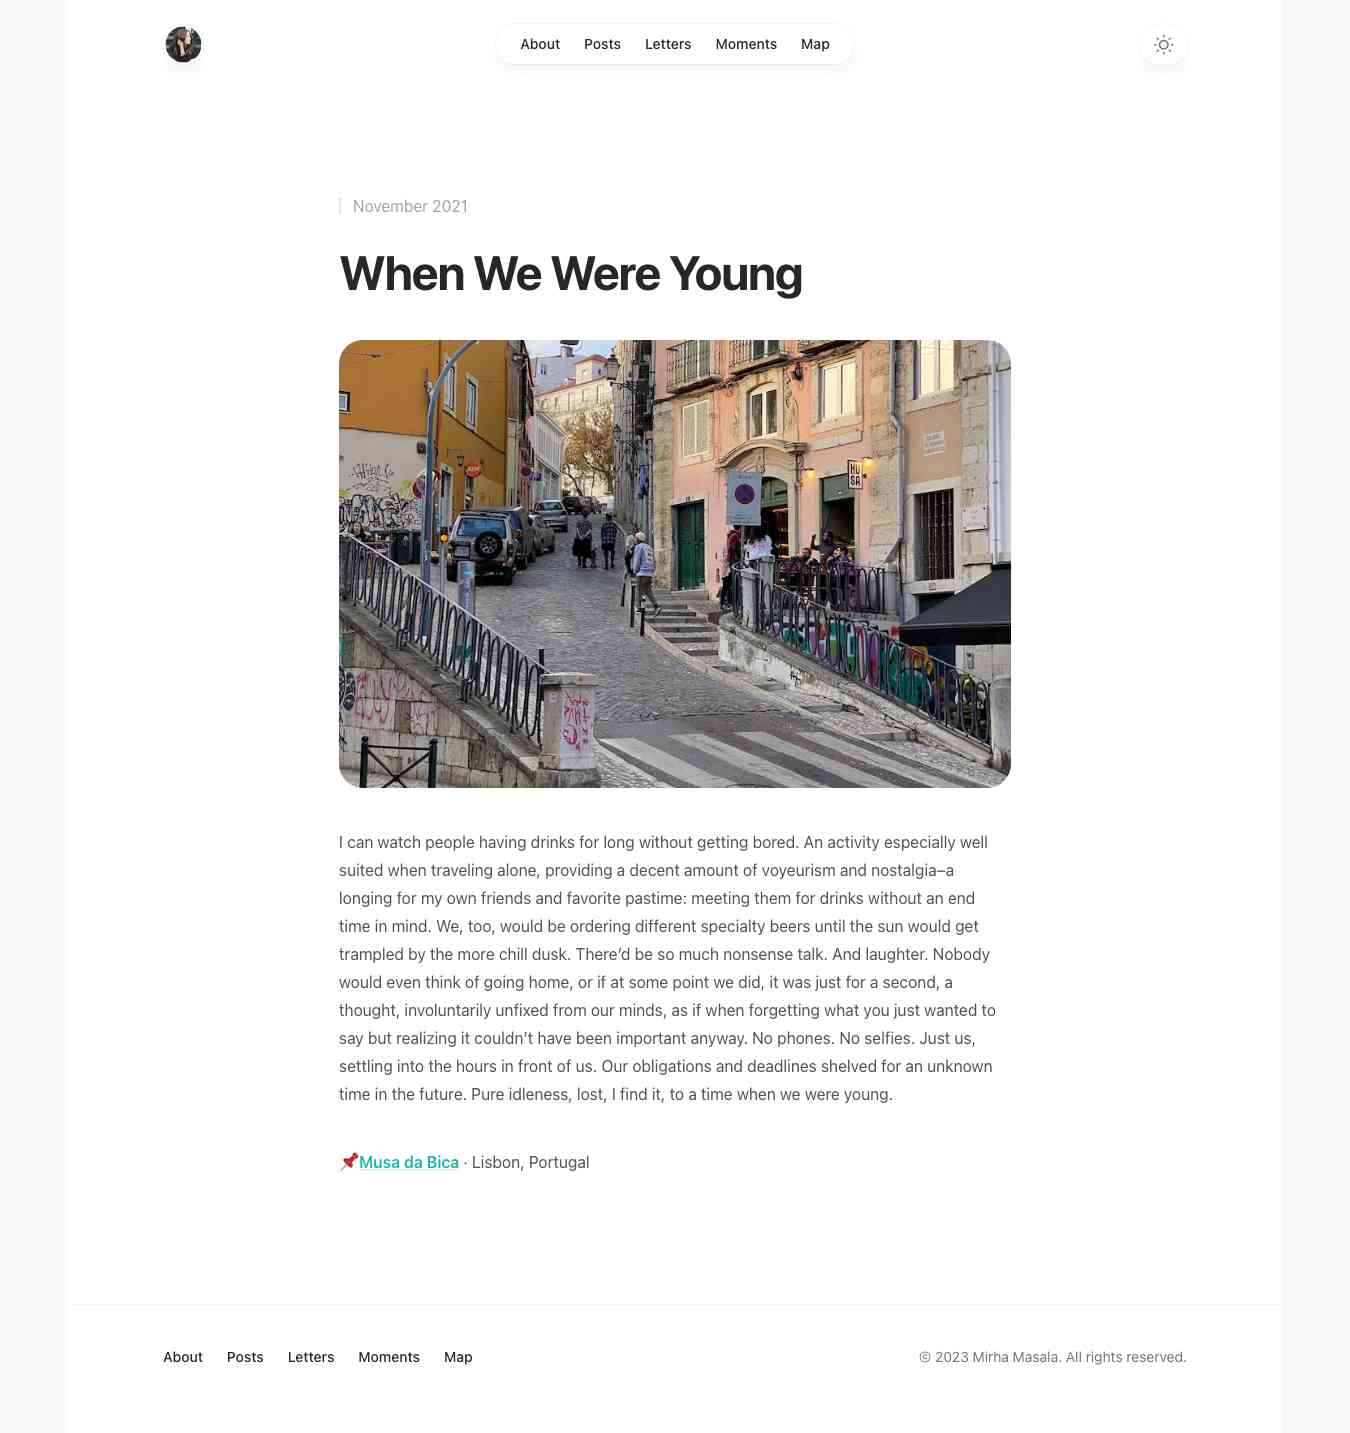 About Posts Letters Moments Map
November 2021
When We Were Young
MU
SA
I can watch people having drinks for long without getting bored. An activity especially well
suited when traveling alone, providing a decent amount of voyeurism and nostalgia–a
longing for my own friends and favorite pastime: meeting them for drinks without an end
time in mind. We, too, would be ordering different specialty beers until the sun would get
trampled by the more chill dusk. There’d be so much nonsense talk. And laughter. Nobody
would even think of going home, or if at some point we did, it was just for a second, a
thought, involuntarily unfixed from our minds, as if when forgetting what you just wanted to
say but realizing it couldn’t have been important anyway. No phones. No selfies. Just us,
settling into the hours in front of us. Our obligations and deadlines shelved for an unknown
time in the future. Pure idleness, lost, I find it, to a time when we were young.
📌Musa da Bica · Lisbon, Portugal
About Posts Letters Moments Map
© 2023 Mirha Masala. All rights reserved.